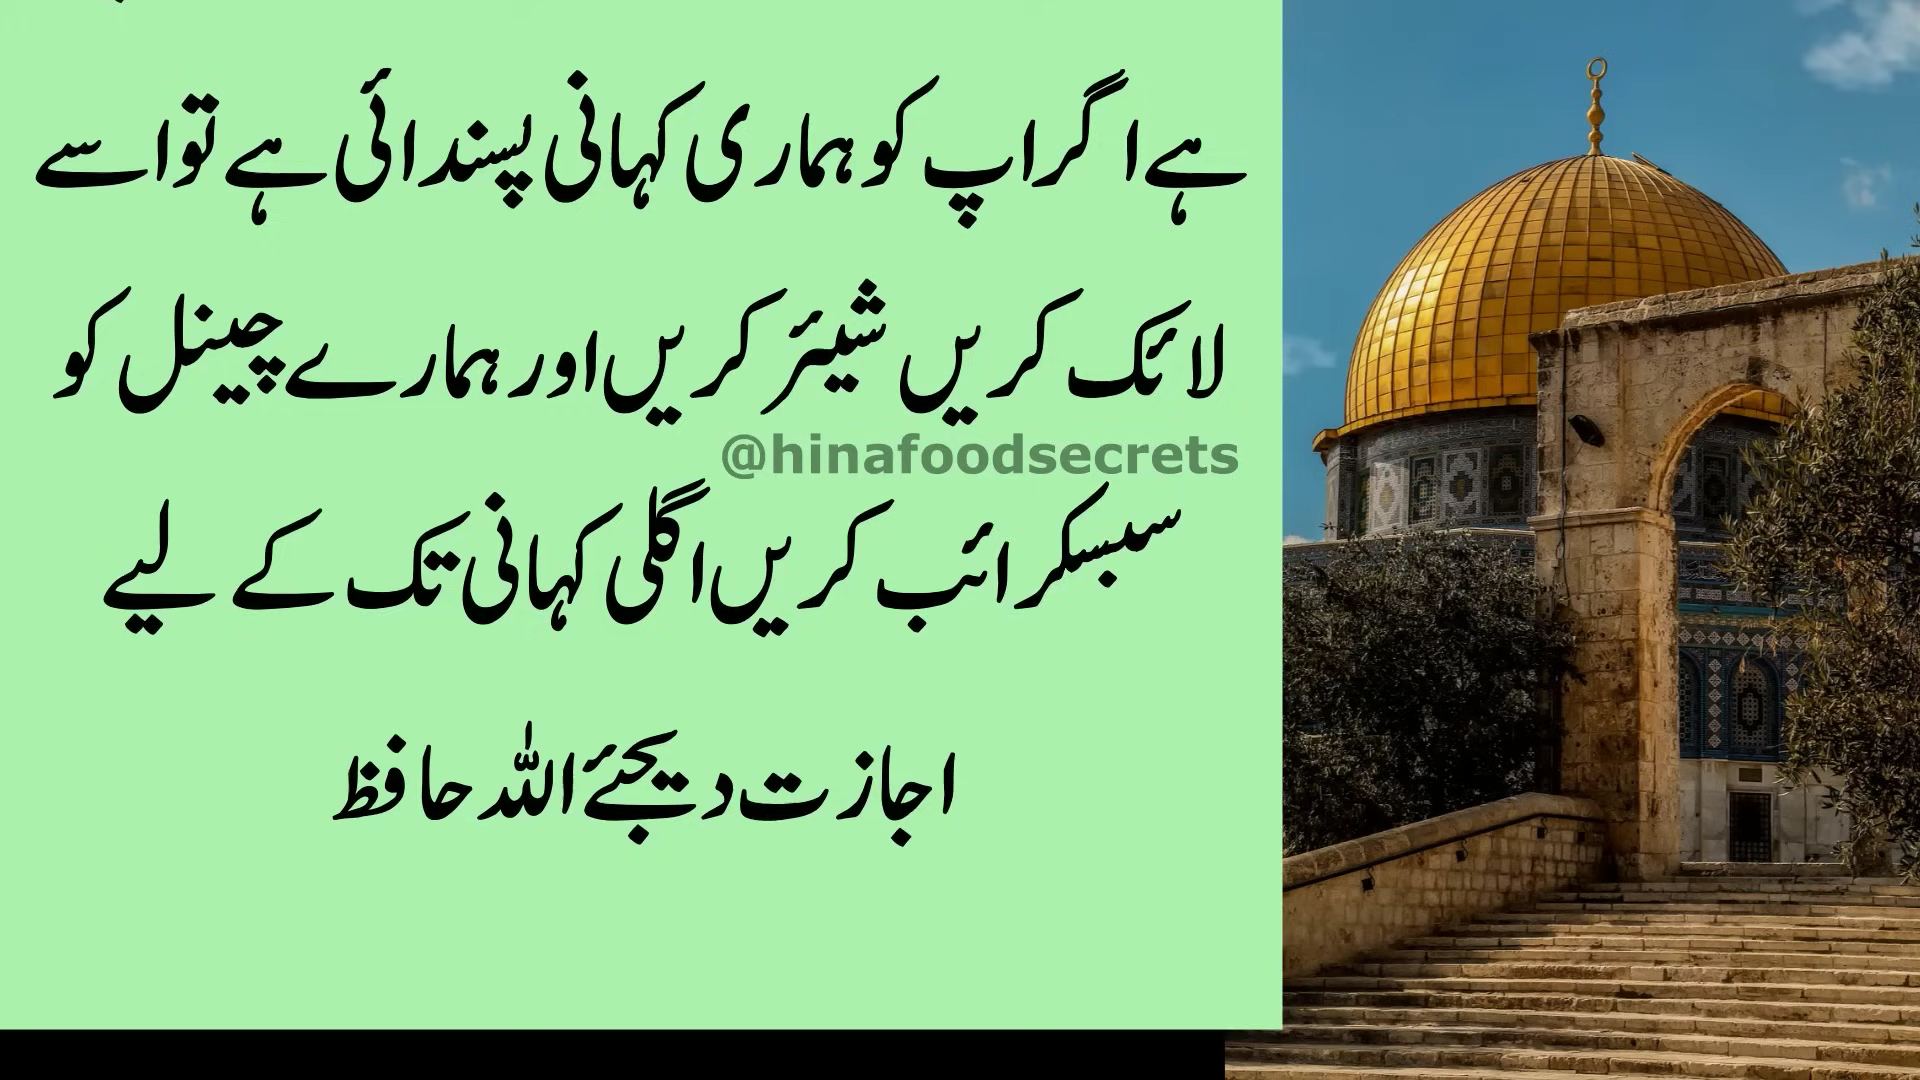 ہے اگر اپ کو ہماری کہانی پسند ائی ہے تو اسے
لائک کریں شیئر کریں اور ہمارے چینل کو
@hinafoodsecrets
سبسکرائب کریں اگلی کہانی تک کے لیے
اجازت دیجئے اللہ حافظ